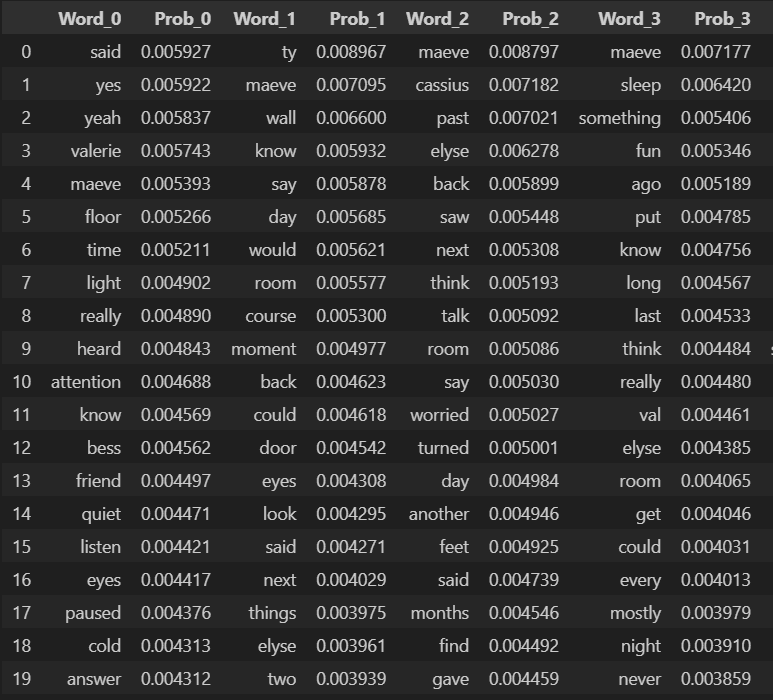 Word_0 Prob_0 Word_1 Prob_1 Word_2 Prob_2 Word_3 Prob_3
0 said 0.005927 ty 0.008967 maeve 0.008797 maeve 0.007177
1 yes 0.005922 maeve 0.007095 cassius 0.007182 sleep 0.006420
2 yeah 0.005837 wall 0.006600 past 0.007021 something 0.005406
3 valerie 0.005743 know 0.005932 elyse 0.006278 fun 0.005346
4 maeve 0.005393 say 0.005878 back 0.005899 ago 0.005189
5 floor 0.005266 day 0.005685 saw 0.005448 put 0.004785
6 time 0.005211 would 0.005621 next 0.005308 know 0.004756
7 light 0.004902 room 0.005577 think 0.005193 long 0.004567
8 really 0.004890 course 0.005300 talk 0.005092 last 0.004533
9 heard 0.004843 moment 0.004977 room 0.005086 think 0.004484
10 attention 0.004688 back 0.004623 say 0.005030 really 0.004480
11 know 0.004569 could 0.004618 worried 0.005027 val 0.004461
12 bess 0.004562 door 0.004542 turned 0.005001 elyse 0.004385
13 friend 0.004497 eyes 0.004308 day 0.004984 room 0.004065
14 quiet 0.004471 look 0.004295 another 0.004946 get 0.004046
15 listen 0.004421 said 0.004271 feet 0.004925 could 0.004031
16 eyes 0.004417 next 0.004029 said 0.004739 every 0.004013
17 paused 0.004376 things 0.003975 months 0.004546 mostly 0.003979
18 cold 0.004313 elyse 0.003961 find 0.004492 night 0.003910
19 answer 0.004312 two 0.003939 gave 0.004459 never 0.003859